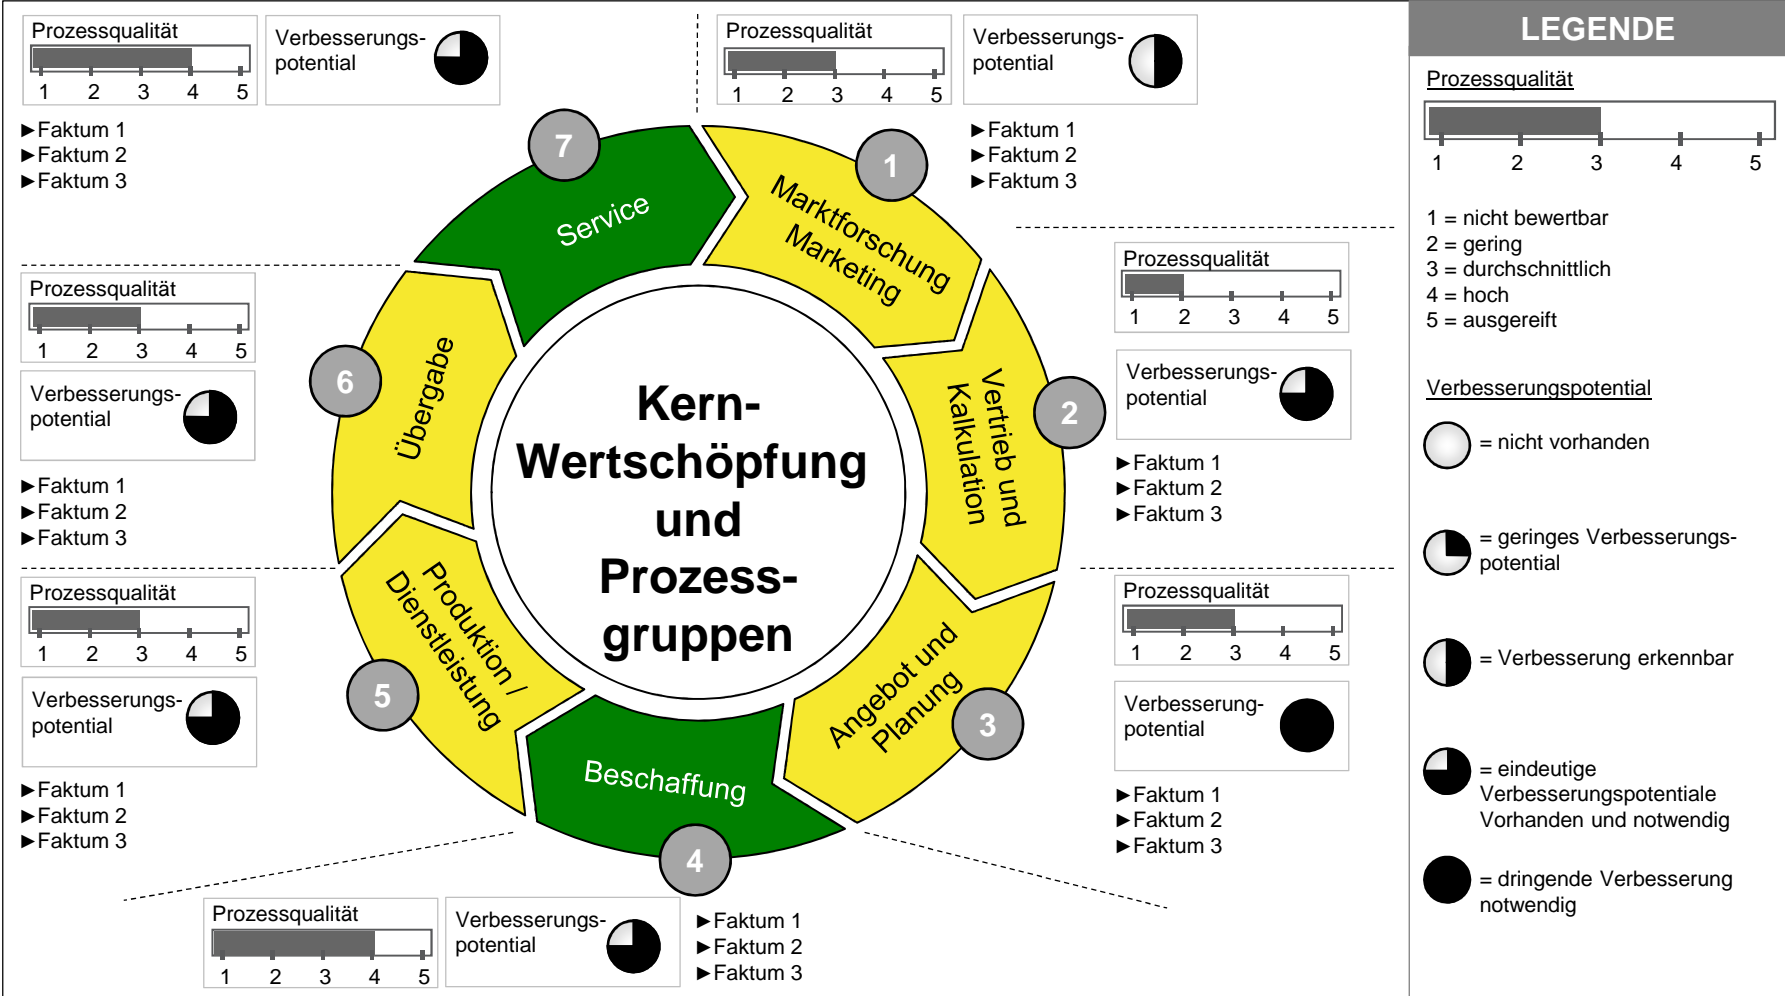 Prozessqualität
1 2 3 4 5
Verbesserungs-
potential
►Faktum 1
►Faktum 2
►Faktum 3
7
Service
Prozessqualität
1 2 3 4 5
Verbesserungs-
potential
►Faktum 1
►Faktum 2
►Faktum 3
1
Marktforschung
Marketing
Prozessqualität
1 2 3 4 5
Verbesserungs-
potential
►Faktum 1
►Faktum 2
►Faktum 3
2
Vertrieb und
Kalkulation
Prozessqualität
1 2 3 4 5
Verbesserung-
potential
►Faktum 1
►Faktum 2
►Faktum 3
3
Angebot und
Planung
Prozessqualität
1 2 3 4 5
Verbesserungs-
potential
►Faktum 1
►Faktum 2
►Faktum 3
4
Beschaffung
Prozessqualität
1 2 3 4 5
Verbesserungs-
potential
►Faktum 1
►Faktum 2
►Faktum 3
5
Produktion /
Dienstleistung
Prozessqualität
1 2 3 4 5
Verbesserungs-
potential
►Faktum 1
►Faktum 2
►Faktum 3
6
Übergabe
Kern-
Wertschöpfung
und
Prozess-
gruppen
LEGENDE
Prozessqualität
1 2 3 4 5
1 = nicht bewertbar
2 = gering
3 = durchschnittlich
4 = hoch
5 = ausgereift
Verbesserungspotential
= nicht vorhanden
= geringes Verbesserungs-
potential
= Verbesserung erkennbar
= eindeutige
Verbesserungspotentiale
Vorhanden und notwendig
= dringende Verbesserung
notwendig